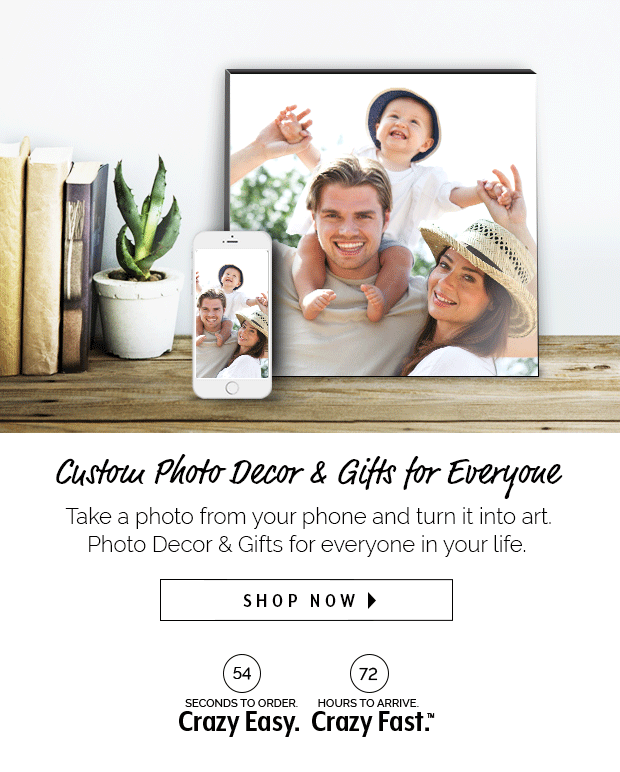 Custom Photo Decor & Gifts for Everyone
Take a photo from your phone and turn it into art.
Photo Decor & Gifts for everyone in your life.
SHOP NOW
54 72
SECONDS TO ORDER. HOURS TO ARRIVE.
Crazy Easy. Crazy Fast.™